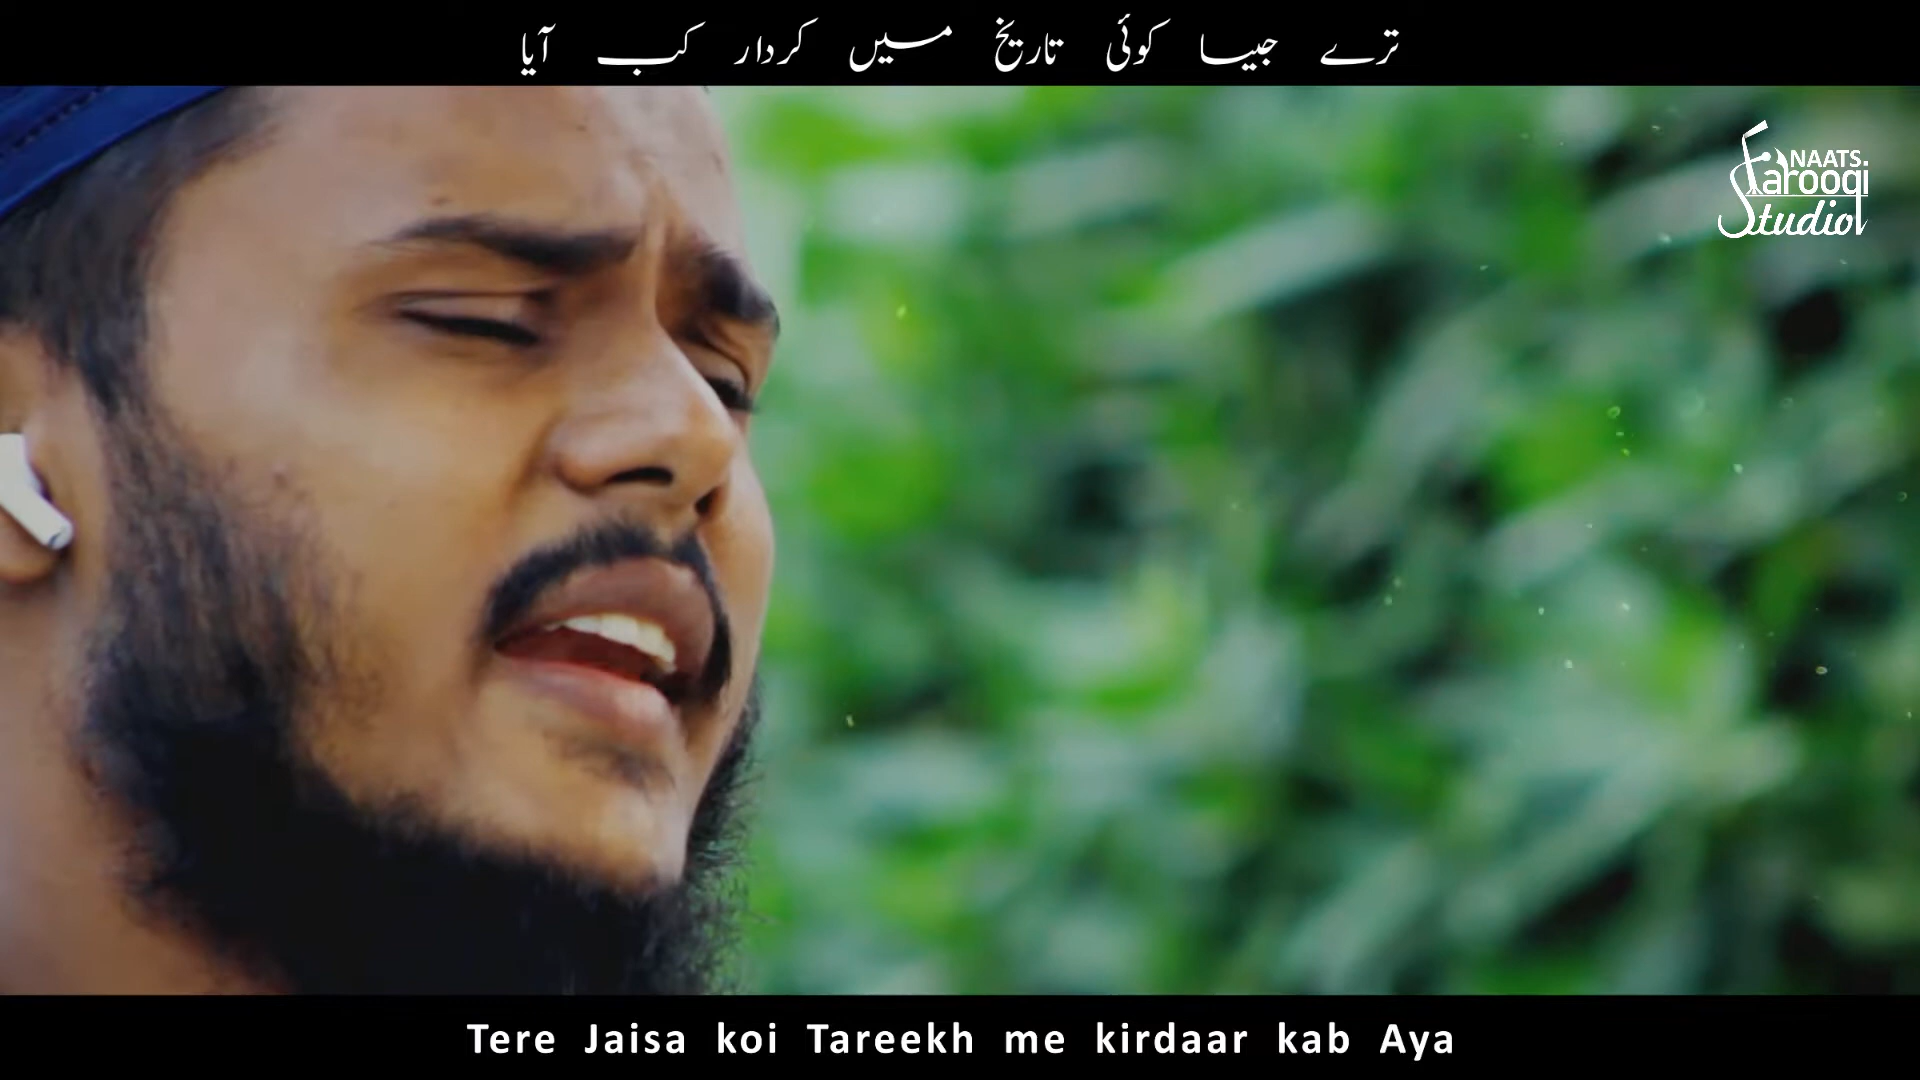 ترے جیسا کوئی تاریخ میں کردار کب آیا
NAATS.
Farooqi
Studio
Tere Jaisa koi Tareekh me kirdaar kab Aya